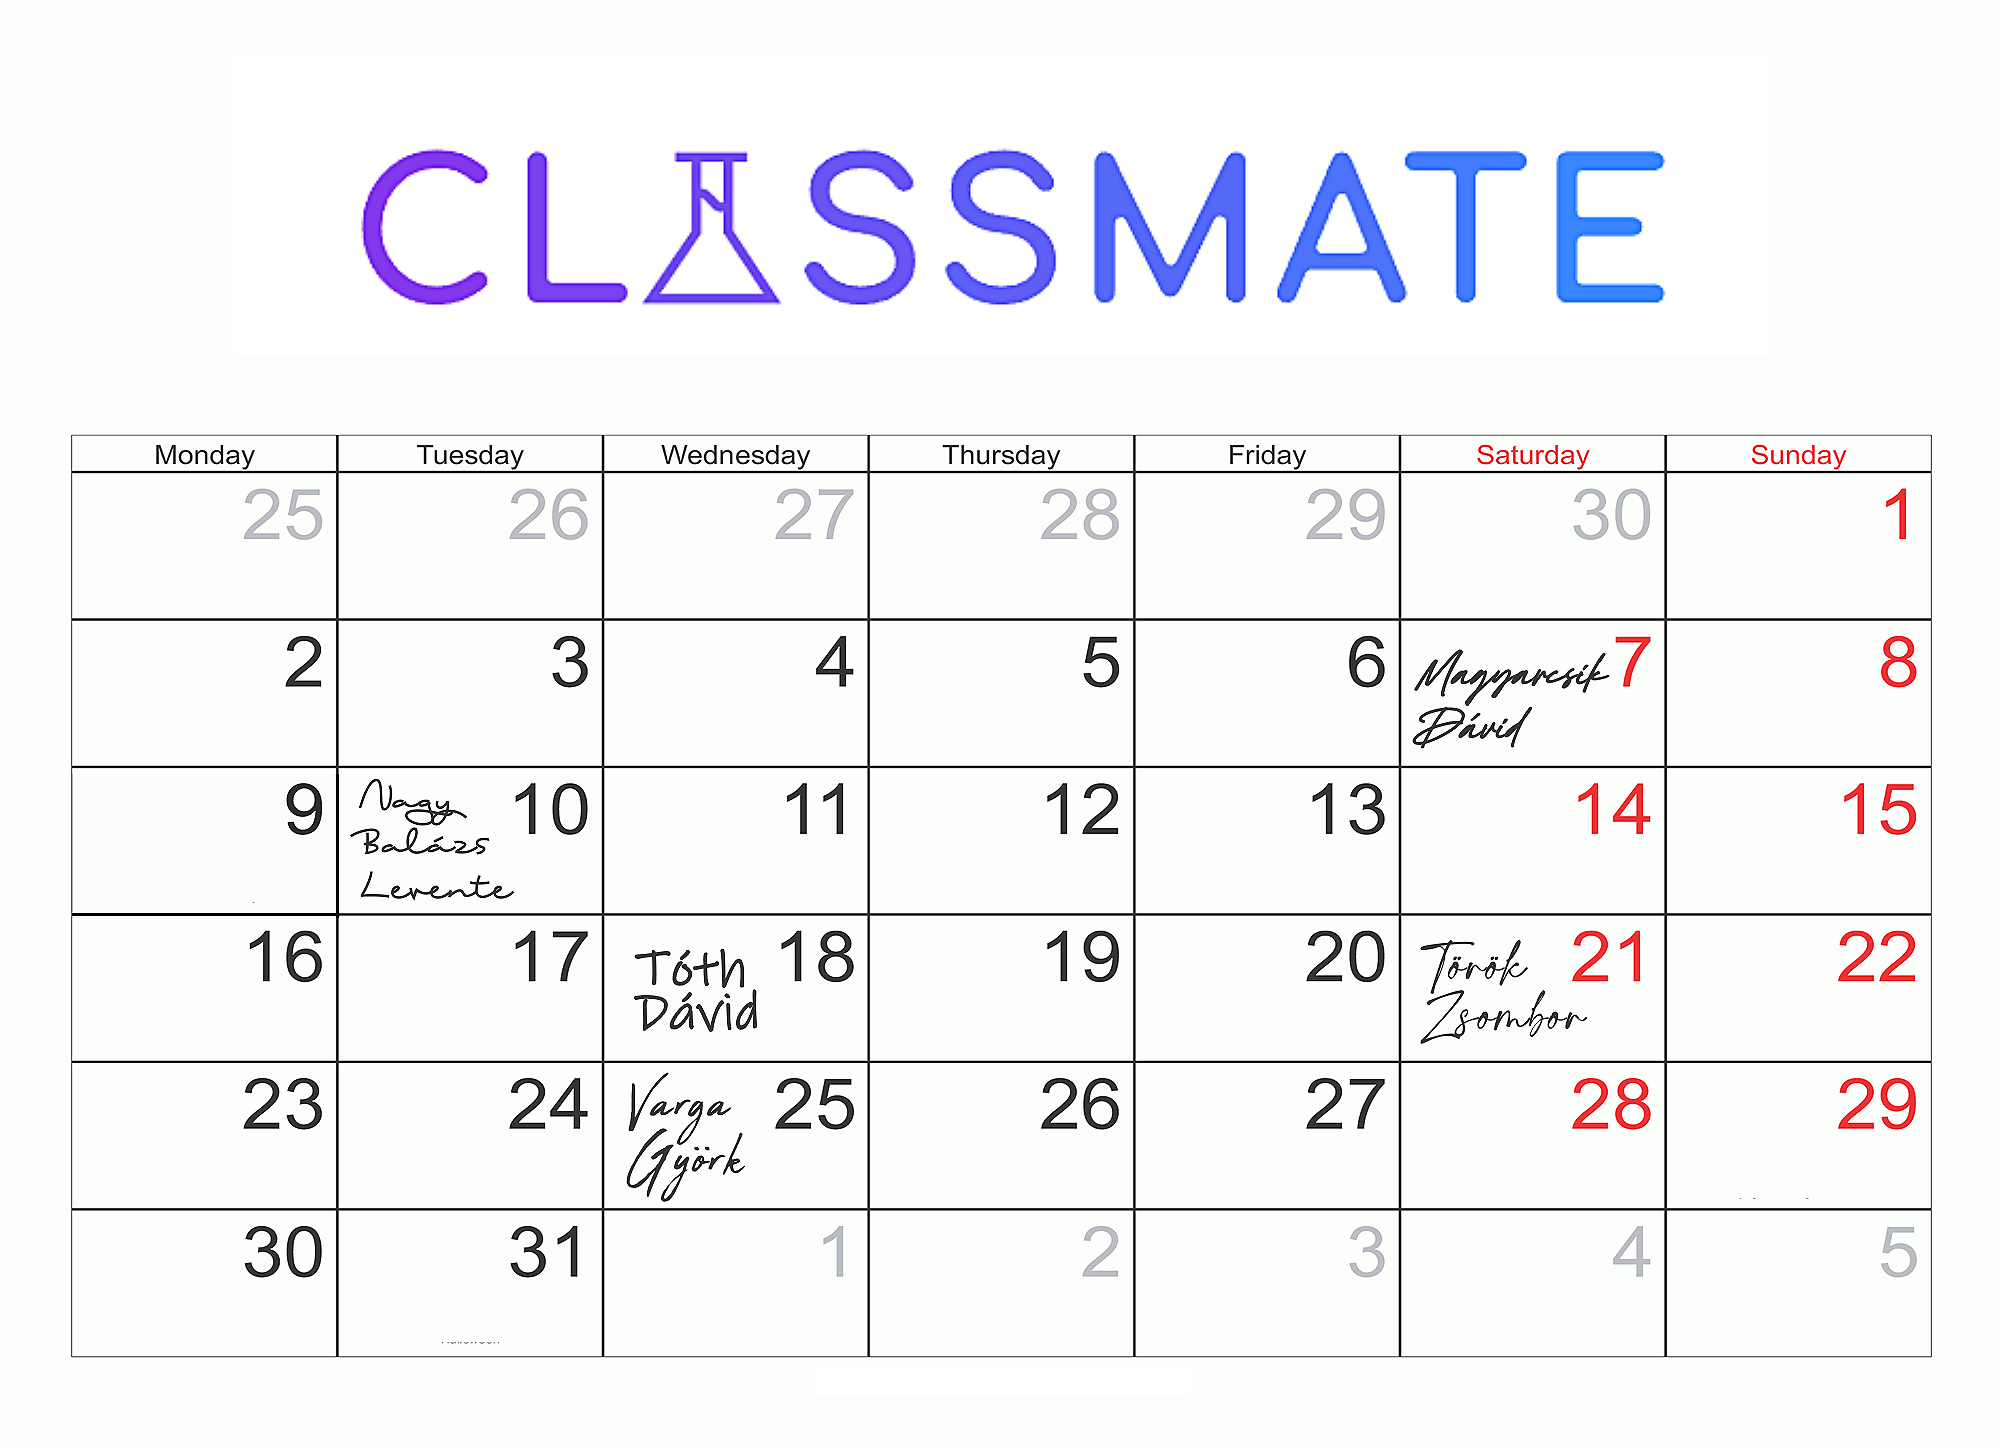 CLASSMATE
Monday Tuesday Wednesday Thursday Friday Saturday Sunday
25 26 27 28 29 30 1
2 3 4 5 6 7 8
Magyarcsik
Dávid
9 10 11 12 13 14 15
Nagy
Balázs
Levente
16 17 18 19 20 21 22
Tóth
Dávid
Török
Zsombor
23 24 25 26 27 28 29
Varga
Györk
30 31 1 2 3 4 5